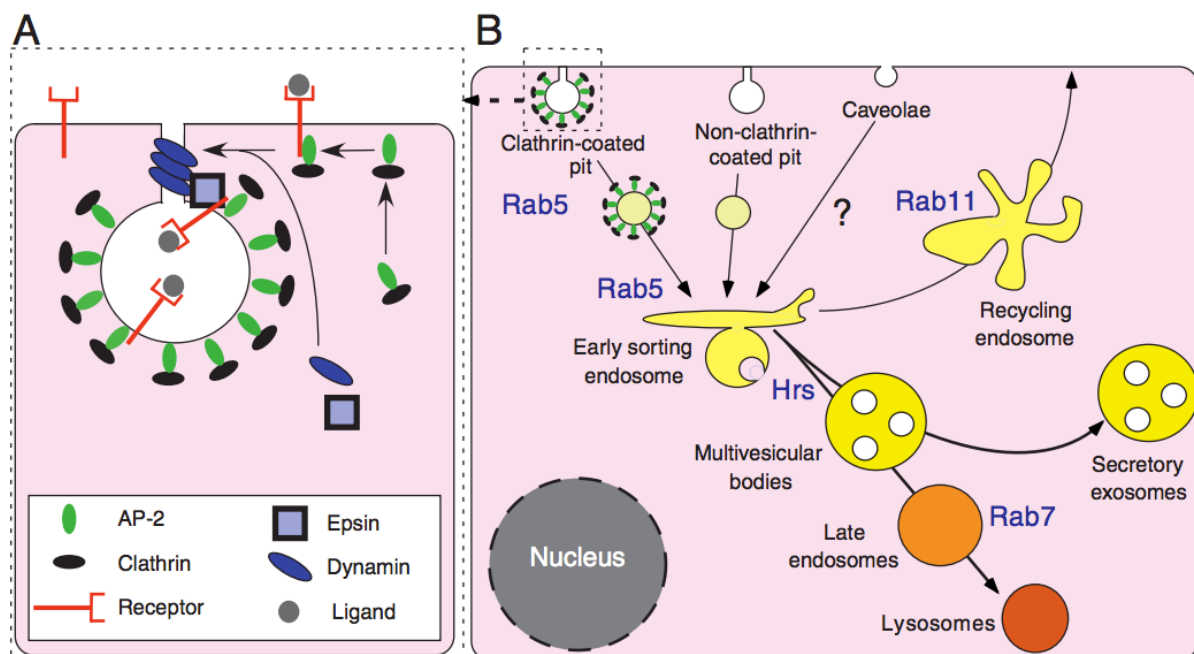 A
AP-2
Clathrin
Receptor
Epsin
Dynamin
Ligand
B
Clathrin-coated
pit
Non-clathrin-
coated pit
Caveolae
Rab5
?
Rab11
Recycling
endosome
Rab5
Early sorting
endosome
Hrs
Multivesicular
bodies
Secretory
exosomes
Rab7
Late
endosomes
Nucleus
Lysosomes